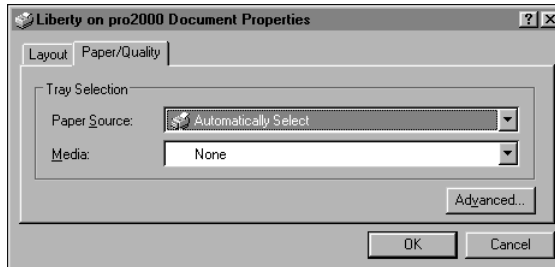 Liberty on pro2000 Document Properties
Layout Paper/Quality
Tray Selection
Paper Source: Automatically Select
Media: None
Advanced...
OK Cancel